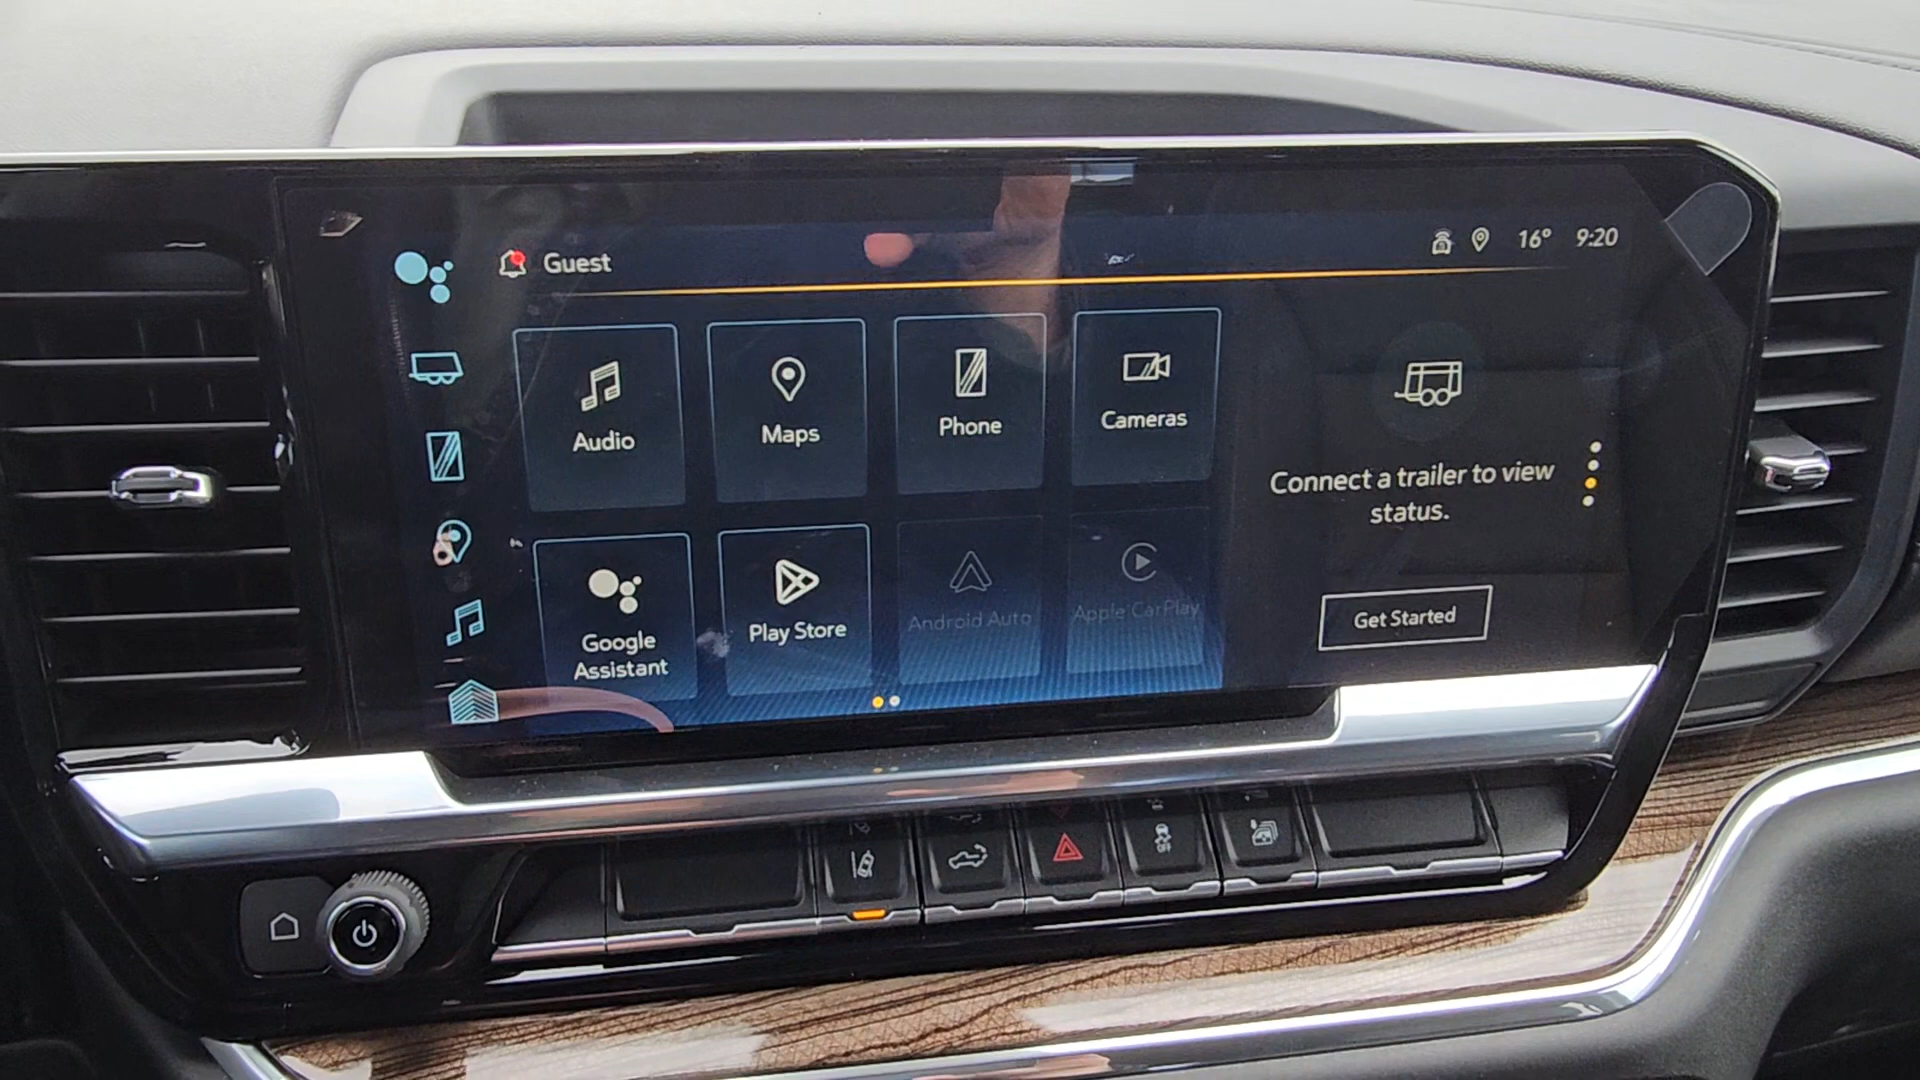 Guest
16° 9:20
Audio
Maps
Phone
Cameras
Connect a trailer to view
status.
Google
Assistant
Play Store
Android Auto
Apple CarPlay
Get Started
OFF